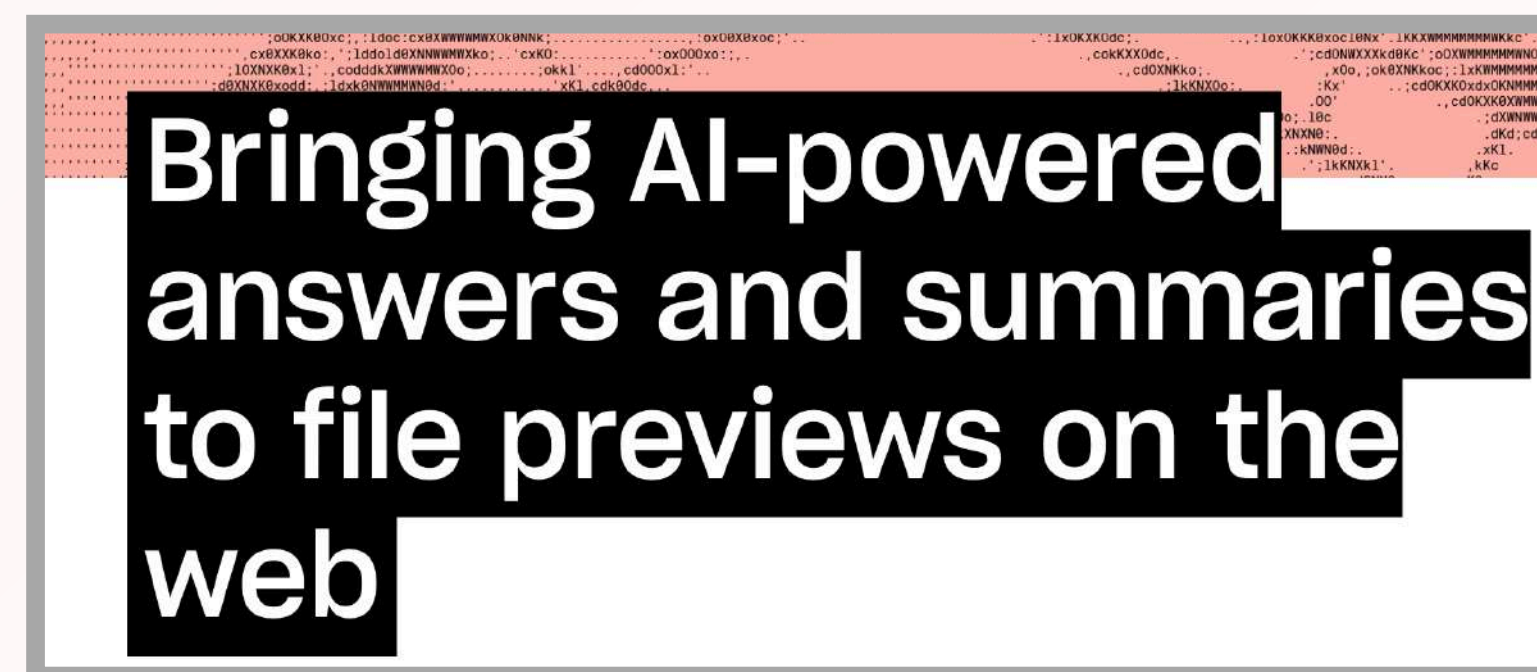 Bringing AI-powered
answers and summaries
to file previews on the
web